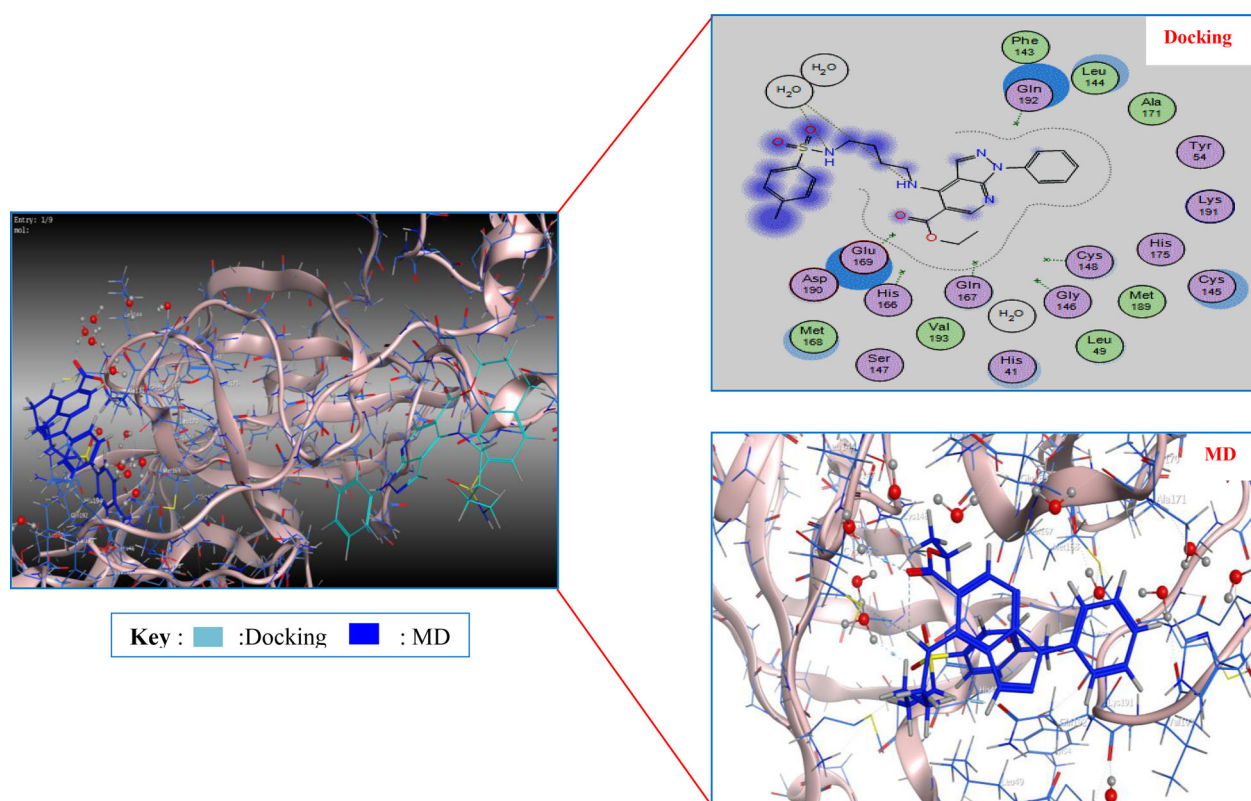 Entry: 1/9
mol:
Key : :Docking : MD
Docking
Phe
143
Leu
144
Gln
192
Ala
171
Tyr
54
Lys
191
H₂O
H₂O
O
O
S
N
H
HN
N
N
N
O
O
Glu
169
Asp
190
His
166
Gln
167
Cys
148
His
175
Cys
145
Gly
146
Met
189
H₂O
Met
168
Val
193
Leu
49
Ser
147
His
41
MD
Ala171
Leu49